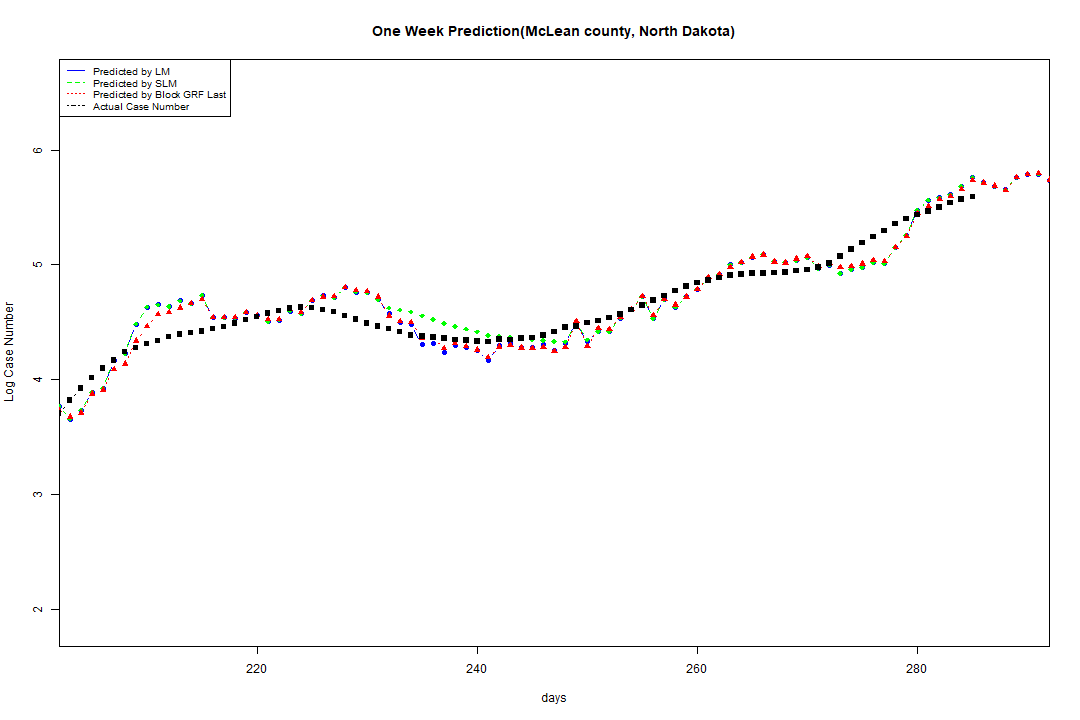 One Week Prediction(McLean county, North Dakota)
Predicted by LM
Predicted by SLM
Predicted by Block GRF Last
Actual Case Number
6
5
4
3
2
Log Case Number
220
240
260
280
days